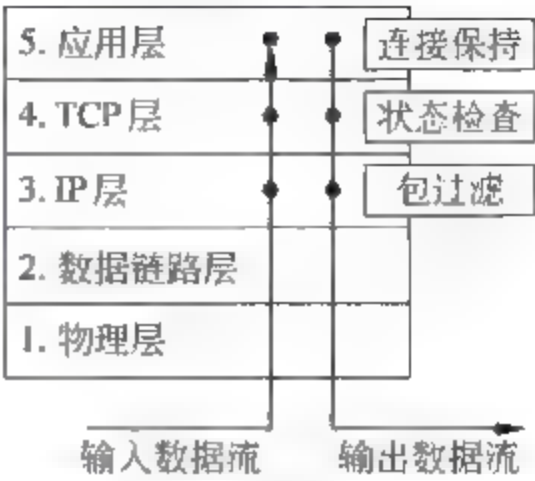 5. 应用层 连接保持
4. TCP层 状态检查
3. IP层 包过滤
2. 数据链路层
1. 物理层
输入数据流 输出数据流